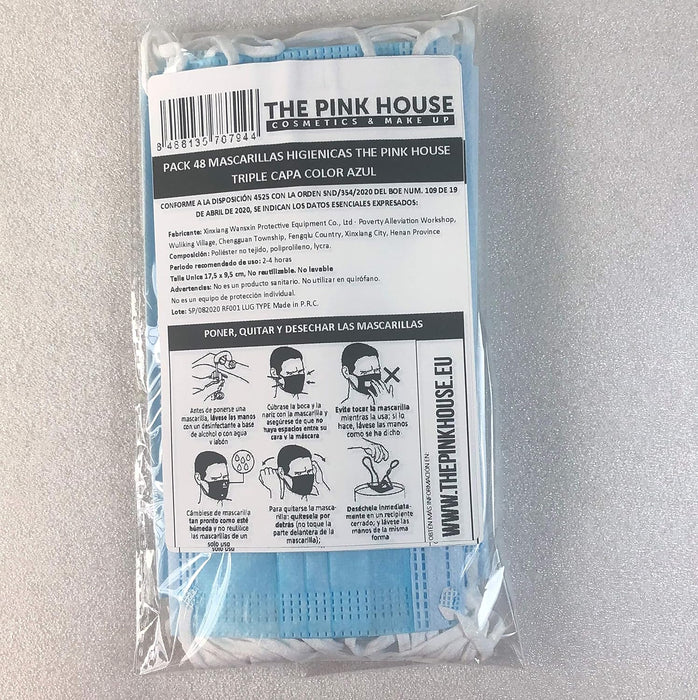 THE PINK HOUSE
COSMETICS & MAKE UP
8 488135 707944
PACK 48 MASCARILLAS HIGIENICAS THE PINK HOUSE
TRIPLE CAPA COLOR AZUL
CONFORME A LA DISPOSICIÓN 4525 CON LA ORDEN SND/354/2020 DEL BOE NUM. 109 DE 19
DE ABRIL DE 2020, SE INDICAN LOS DATOS ESENCIALES EXPRESADOS:
Fabricante: Xinxiang Wansxin Protective Equipment Co., Ltd · Poverty Alleviation Workshop,
Wuliking Village, Chengguan Township, Fengqiu Country, Xinxiang City, Henan Province
Composición: Poliéster no tejido, poliprolileno, lycra.
Periodo recomendado de uso: 2-4 horas
Talla Unica 17,5 x 9,5 cm, No reutilizable. No lavable
Advertencias: No es un producto sanitario. No utilizar en quirófano.
No es un equipo de protección individual.
Lote: SP/082020 RF001 LUG TYPE Made in P.R.C.
PONER, QUITAR Y DESECHAR LAS MASCARILLAS
Antes de ponerse una
mascarilla, lávese las manos
con un desinfectante a base
de alcohol o con agua
y jabón
Cúbrase la boca y la
nariz con la mascarilla y
asegúrese de que no
haya espacios entre su
cara y la máscara
Evite tocar la mascarilla
mientras la usa; si lo
hace, lávese las manos
como se ha dicho
Cámbiese de mascarilla
tan pronto como esté
húmeda y no reutilice
las mascarillas de un
solo uso
solo uso
Para quitarse la masca-
rilla: quítesela por
detrás (no toque la
parte delantera de la
mascarilla);
Deséchela inmediata-
mente en un recipiente
cerrado; y lávese las
manos de la misma
forma
OBTÉN MÁS INFORMACIÓN EN:
WWW.THEPINKHOUSE.EU